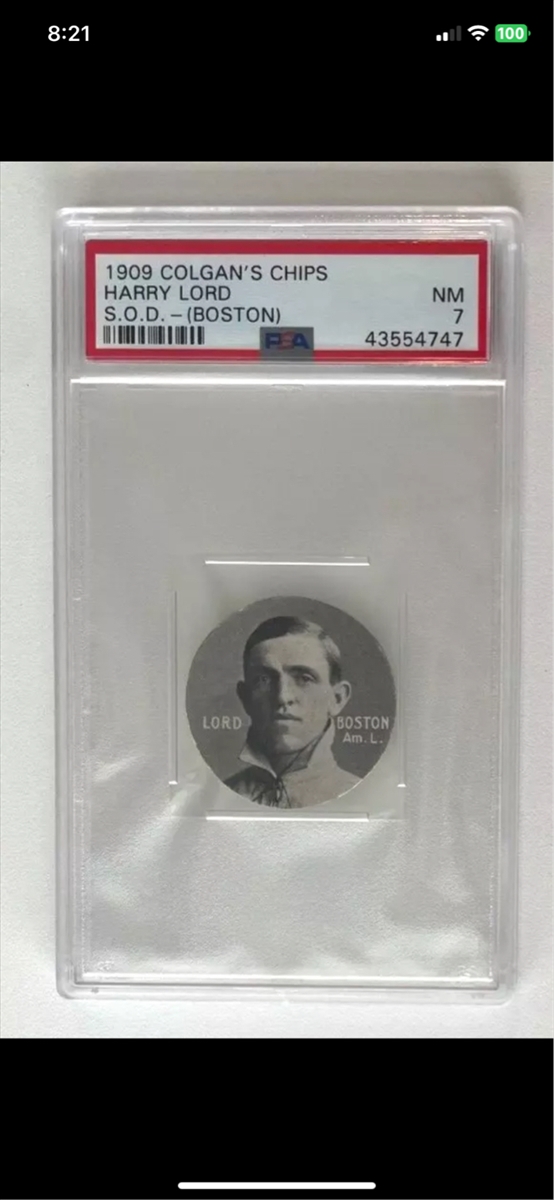 8:21
100
1909 COLGAN'S CHIPS
HARRY LORD
NM
S.O.D. – (BOSTON)
7
PSA
43554747
LORD
BOSTON
Am. L.